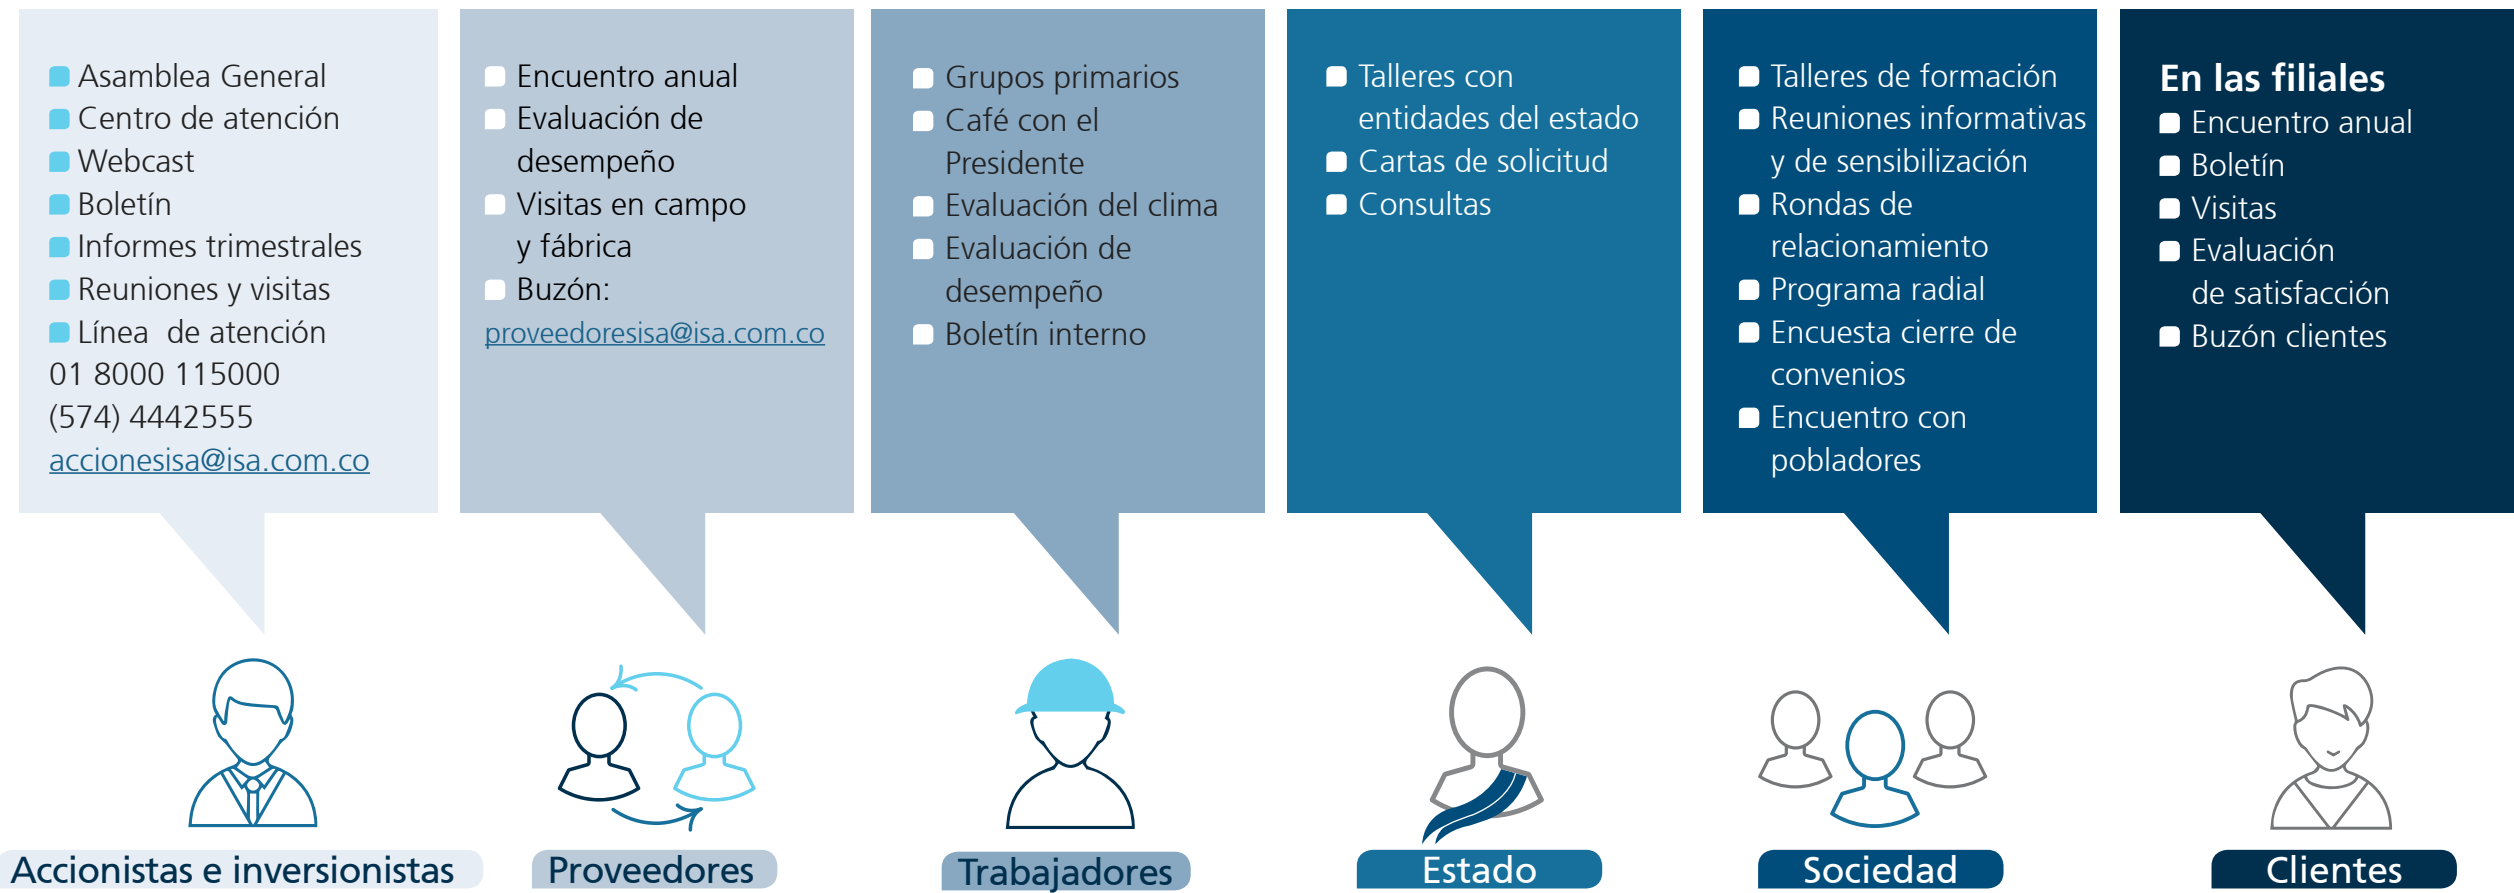 Asamblea General
Centro de atención
Webcast
Boletín
Informes trimestrales
Reuniones y visitas
Línea de atención
01 8000 115000
(574) 4442555
accionesisa@isa.com.co
Accionistas e inversionistas
Encuentro anual
Evaluación de
desempeño
Visitas en campo
y fábrica
Buzón:
proveedoresisa@isa.com.co
Proveedores
Grupos primarios
Café con el
Presidente
Evaluación del clima
Evaluación de
desempeño
Boletín interno
Trabajadores
Talleres con
entidades del estado
Cartas de solicitud
Consultas
Estado
Talleres de formación
Reuniones informativas
y de sensibilización
Rondas de
relacionamiento
Programa radial
Encuesta cierre de
convenios
Encuentro con
pobladores
Sociedad
En las filiales
Encuentro anual
Boletín
Visitas
Evaluación
de satisfacción
Buzón clientes
Clientes